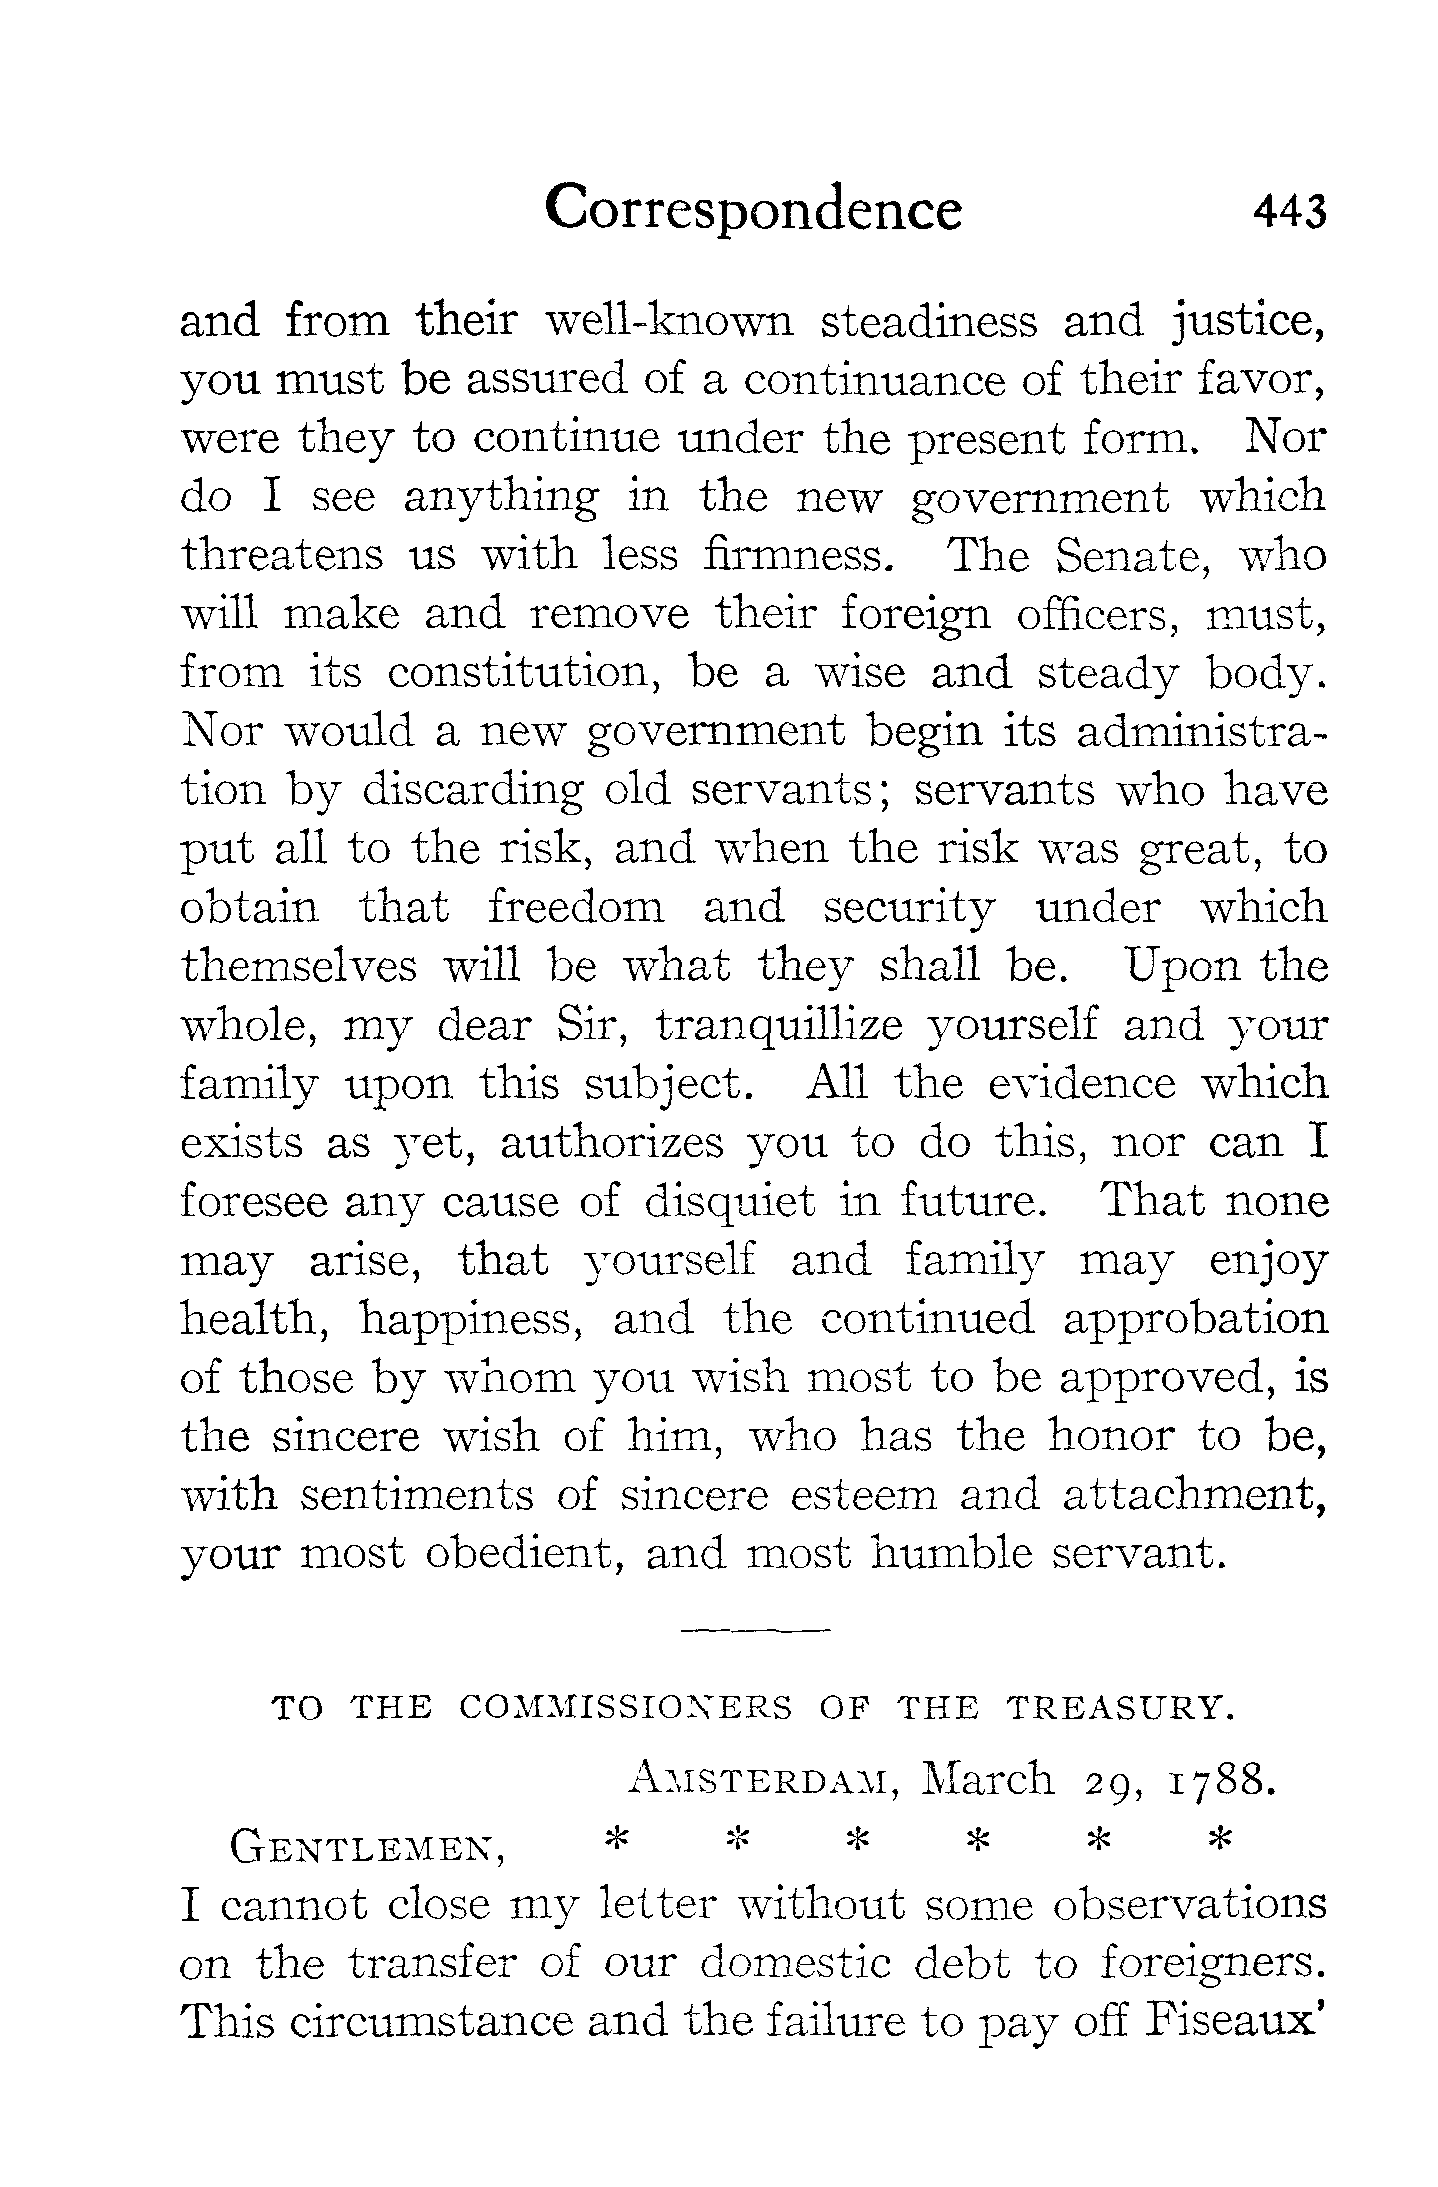 Correspondence 443
and from their well-known steadiness and justice,
you must be assured of a continuance of their favor,
were they to continue under the present form. Nor
do I see anything in the new government which
threatens us with less firmness. The Senate, who
will make and remove their foreign officers, must,
from its constitution, be a wise and steady body.
Nor would a new government begin its administra-
tion by discarding old servants; servants who have
put all to the risk, and when the risk was great, to
obtain that freedom and security under which
themselves will be what they shall be. Upon the
whole, my dear Sir, tranquillize yourself and your
family upon this subject. All the evidence which
exists as yet, authorizes you to do this, nor can I
foresee any cause of disquiet in future. That none
may arise, that yourself and family may enjoy
health, happiness, and the continued approbation
of those by whom you wish most to be approved, is
the sincere wish of him, who has the honor to be,
with sentiments of sincere esteem and attachment,
your most obedient, and most humble servant.
TO THE COMMISSIONERS OF THE TREASURY.
AMSTERDAM, March 29, 1788.
GENTLEMEN, * * * * * *
I cannot close my letter without some observations
on the transfer of our domestic debt to foreigners.
This circumstance and the failure to pay off Fiseaux'